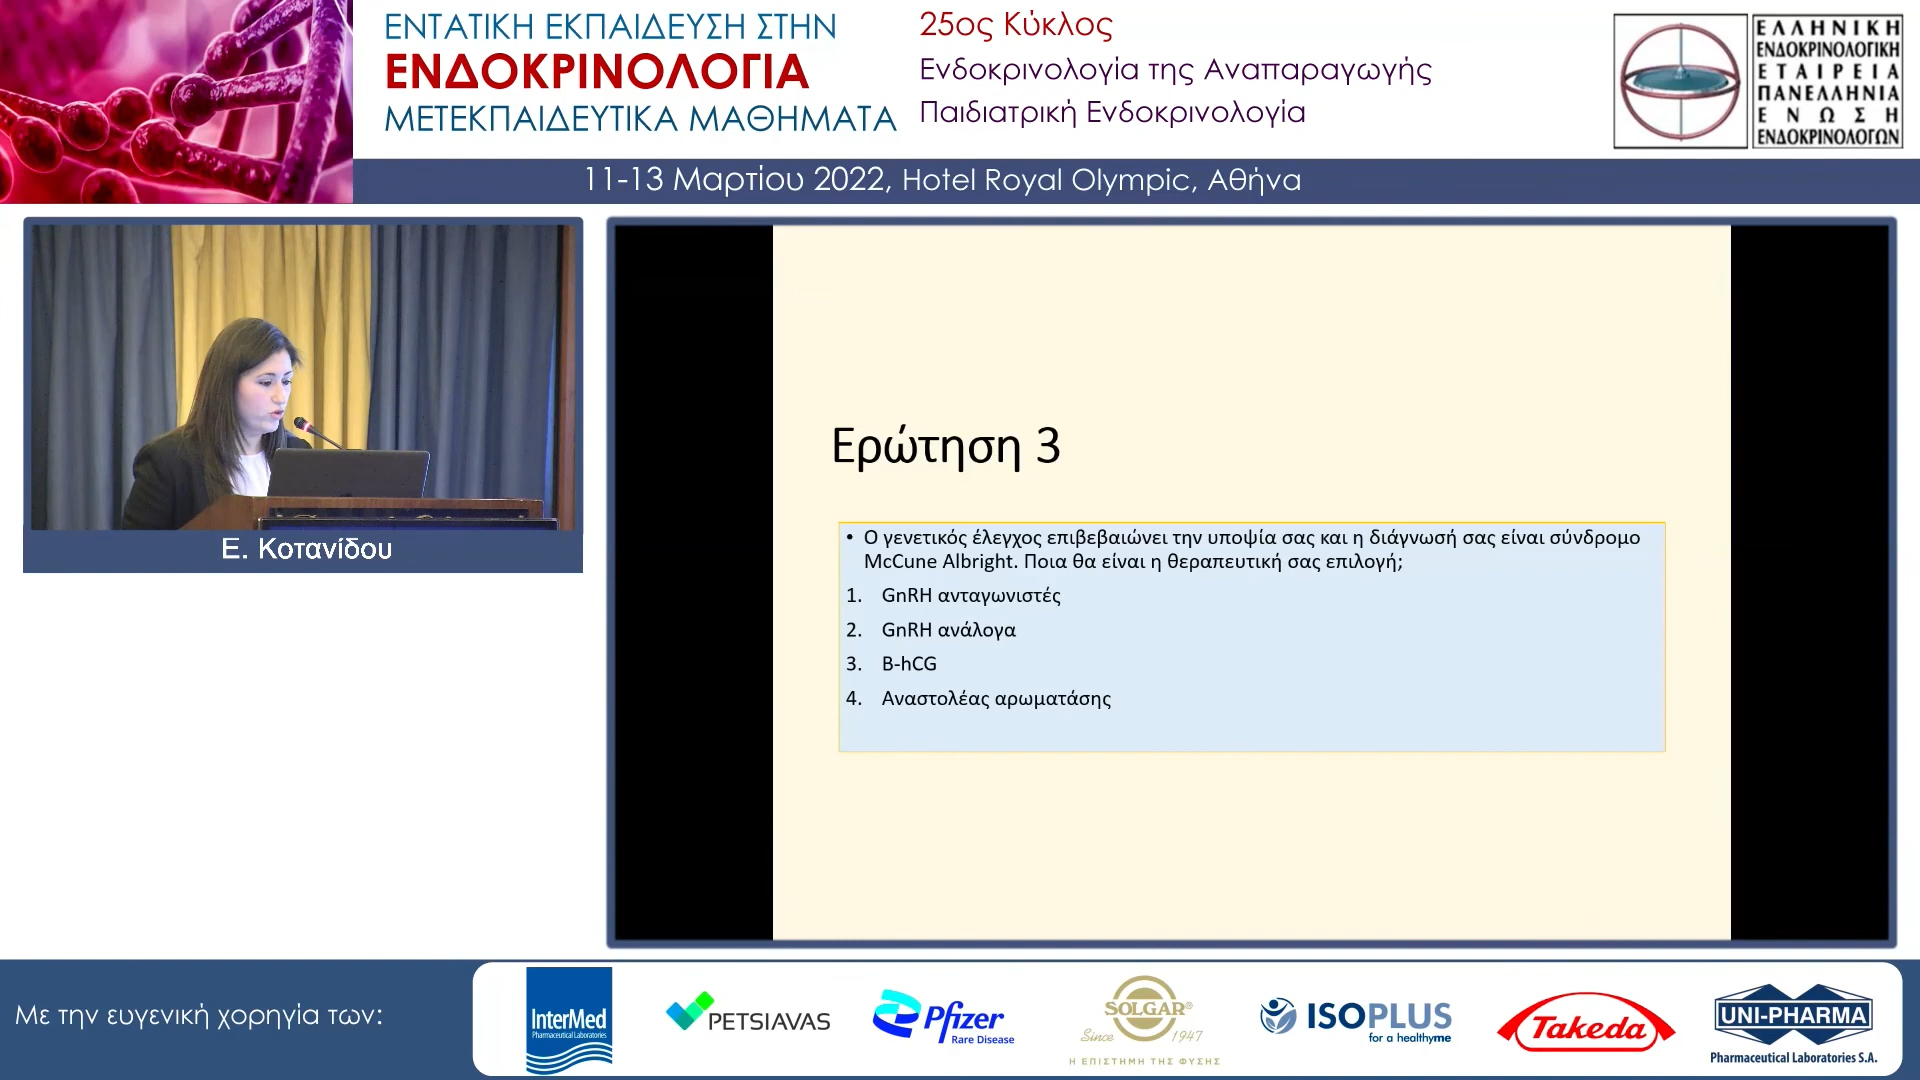 ΕΝΤΑΤΙΚΗ ΕΚΠΑΙΔΕΥΣΗ ΣΤΗΝ
ΕΝΔΟΚΡΙΝΟΛΟΓΙΑ
ΜΕΤΕΚΠΑΙΔΕΥΤΙΚΑ ΜΑΘΗΜΑΤΑ
25ος Κύκλος
Ενδοκρινολογία της Αναπαραγωγής
Παιδιατρική Ενδοκρινολογία
ΕΛΛΗΝΙΚΗ
ΕΝΔΟΚΡΙΝΟΛΟΓΙΚΗ
ΕΤΑΙΡΕΙΑ
ΠΑΝΕΛΛΗΝΙΑ
ΕΝΩΣΗ
ΕΝΔΟΚΡΙΝΟΛΟΓΩΝ
11-13 Μαρτίου 2022, Hotel Royal Olympic, Αθήνα
Ε. Κοτανίδου
Ερώτηση 3
• Ο γενετικός έλεγχος επιβεβαιώνει την υποψία σας και η διάγνωσή σας είναι σύνδρομο
McCune Albright. Ποια θα είναι η θεραπευτική σας επιλογή;
1. GnRH ανταγωνιστές
2. GnRH ανάλογα
3. B-hCG
4. Αναστολέας αρωματάσης
Με την ευγενική χορηγία των:
InterMed
Pharmaceutical Laboratories
PETSIAVAS
Pfizer
Rare Disease
SOLGAR®
Since 1947
Η ΕΠΙΣΤΗΜΗ ΤΗΣ ΦΥΣΗΣ
ISOPLUS
for a healthyme
Takeda
UNI-PHARMA
Pharmaceutical Laboratories S.A.